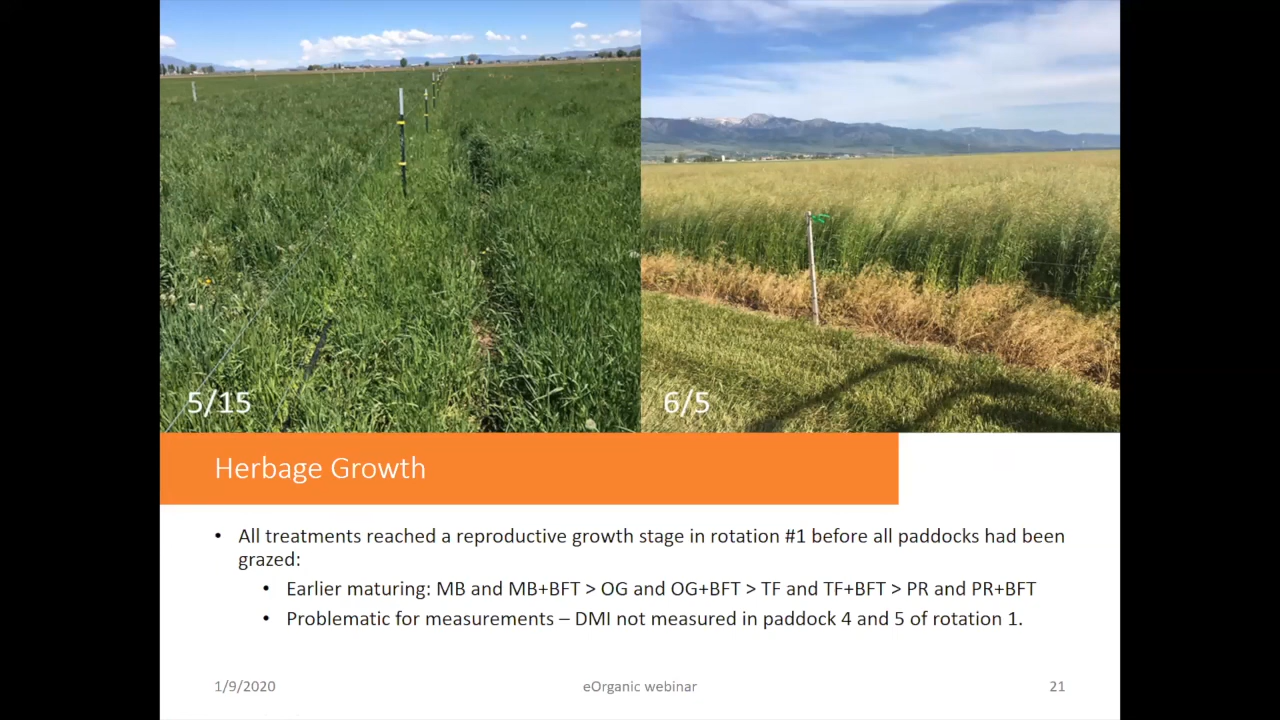 5/15
6/5
Herbage Growth
• All treatments reached a reproductive growth stage in rotation #1 before all paddocks had been
grazed:
• Earlier maturing: MB and MB+BFT > OG and OG+BFT > TF and TF+BFT > PR and PR+BFT
• Problematic for measurements – DMI not measured in paddock 4 and 5 of rotation 1.
1/9/2020
eOrganic webinar
21